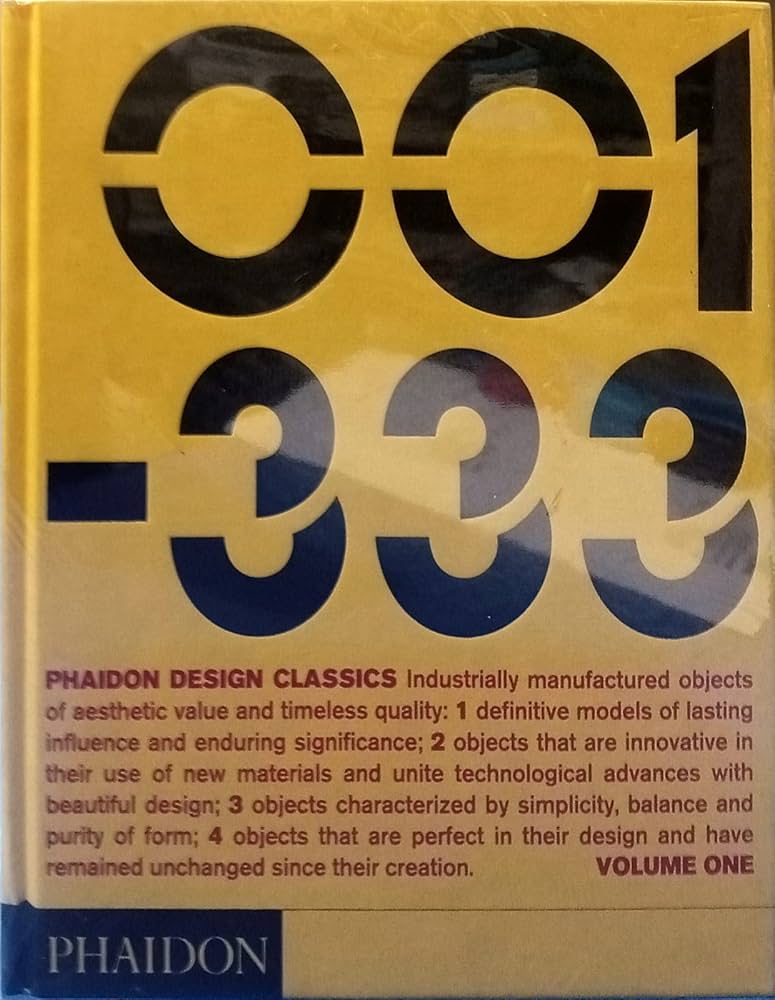 001
-333
PHAIDON DESIGN CLASSICS Industrially manufactured objects
of aesthetic value and timeless quality: 1 definitive models of lasting
influence and enduring significance; 2 objects that are innovative in
their use of new materials and unite technological advances with
beautiful design; 3 objects characterized by simplicity, balance and
purity of form; 4 objects that are perfect in their design and have
remained unchanged since their creation. VOLUME ONE
PHAIDON